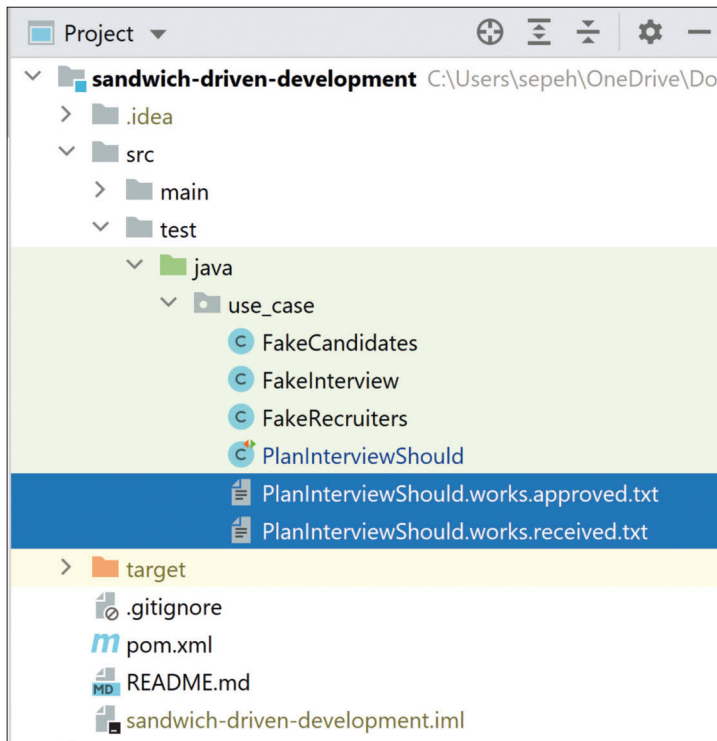 Project
sandwich-driven-development C:\Users\sepeh\OneDrive\Do
.idea
src
main
test
java
use_case
C FakeCandidates
C FakeInterview
C FakeRecruiters
C PlanInterviewShould
PlanInterviewShould.works.approved.txt
PlanInterviewShould.works.received.txt
target
.gitignore
m pom.xml
MD README.md
sandwich-driven-development.iml